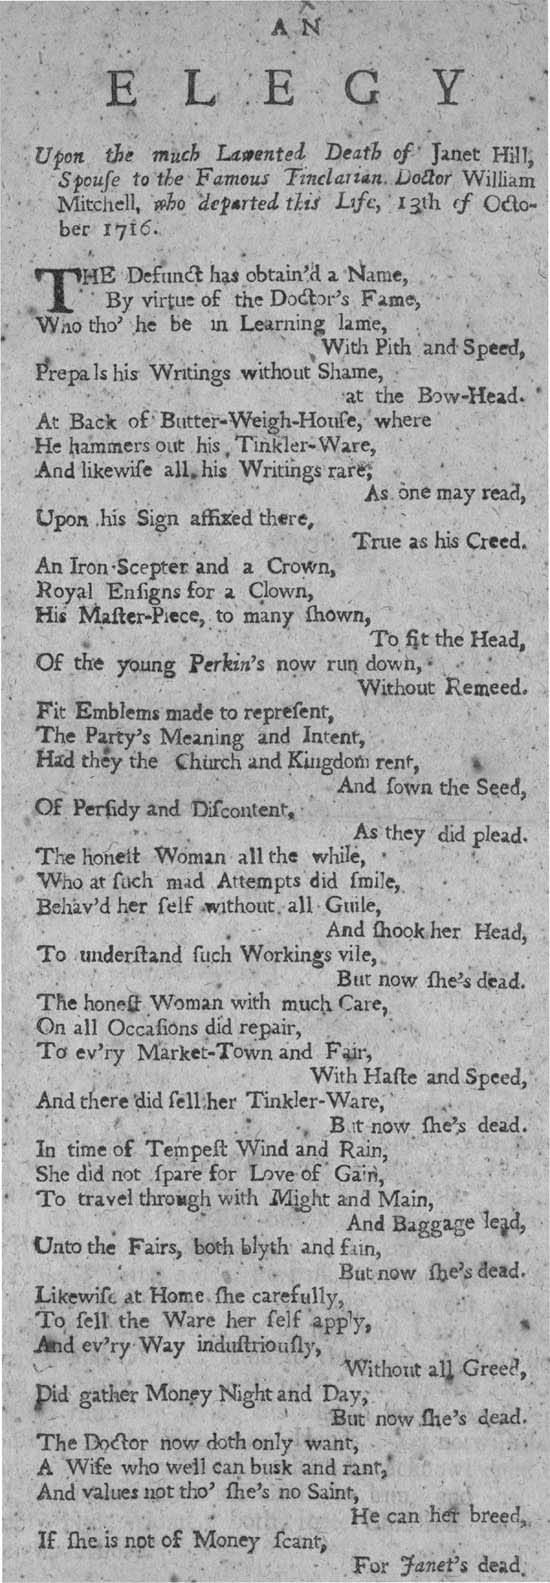 AN
ELEGY
Upon the much Lamented Death of Janet Hill,
Spouſe to the Famous Tinclarian Doctor William
Mitchell, who departed this Life, 13th of Octo-
ber 1716.
THE Defunct has obtain'd a Name,
By virtue of the Doctor's Fame,
Who tho' he be in Learning lame,
With Pith and Speed,
Prepals his Writings without Shame,
at the Bow-Head.
At Back of Butter-Weigh-Houſe, where
He hammers out his Tinkler-Ware,
And likewiſe all his Writings rare;
As one may read,
Upon his Sign affixed there,
True as his Creed.
An Iron Scepter and a Crown,
Royal Enſigns for a Clown,
His Maſter-Piece, to many ſhown,
To fit the Head,
Of the young Perkin's now run down,
Without Remeed.
Fit Emblems made to repreſent,
The Party's Meaning and Intent,
Had they the Church and Kingdom rent,
And ſown the Seed,
Of Perfidy and Diſcontent,
As they did plead.
The honeſt Woman all the while,
Who at ſuch mad Attempts did ſmile,
Behav'd her ſelf without all Guile,
And ſhook her Head,
To underſtand ſuch Workings vile,
But now ſhe's dead.
The honeſt Woman with much Care,
On all Occaſions did repair,
To ev'ry Market-Town and Fair,
With Haſte and Speed,
And there did ſell her Tinkler-Ware,
But now ſhe's dead.
In time of Tempeſt Wind and Rain,
She did not ſpare for Love of Gain,
To travel through with Might and Main,
And Baggage lead,
Unto the Fairs, both blyth and fain,
But now ſhe's dead.
Likewiſe at Home ſhe carefully,
To ſell the Ware her ſelf apply,
And ev'ry Way induſtriouſly,
Without all Greed,
Did gather Money Night and Day,
But now ſhe's dead.
The Doctor now doth only want,
A Wife who well can busk and rant,
And values not tho' ſhe's no Saint,
He can her breed,
If ſhe is not of Money ſcant,
For Janet's dead.